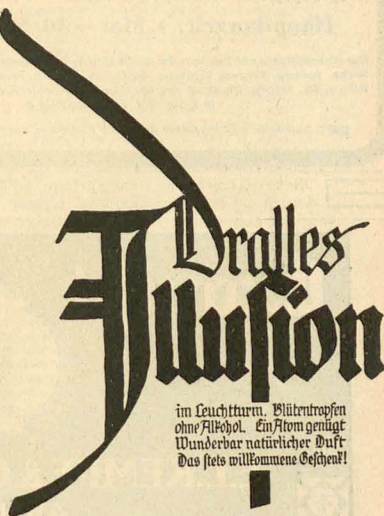 Dralles
Illusion
im Leuchtturm. Blütentropfen
ohne Alkohol. Ein Atom genügt
Wunderbar natürlicher Duft
Das stets willkommene Geschenk!